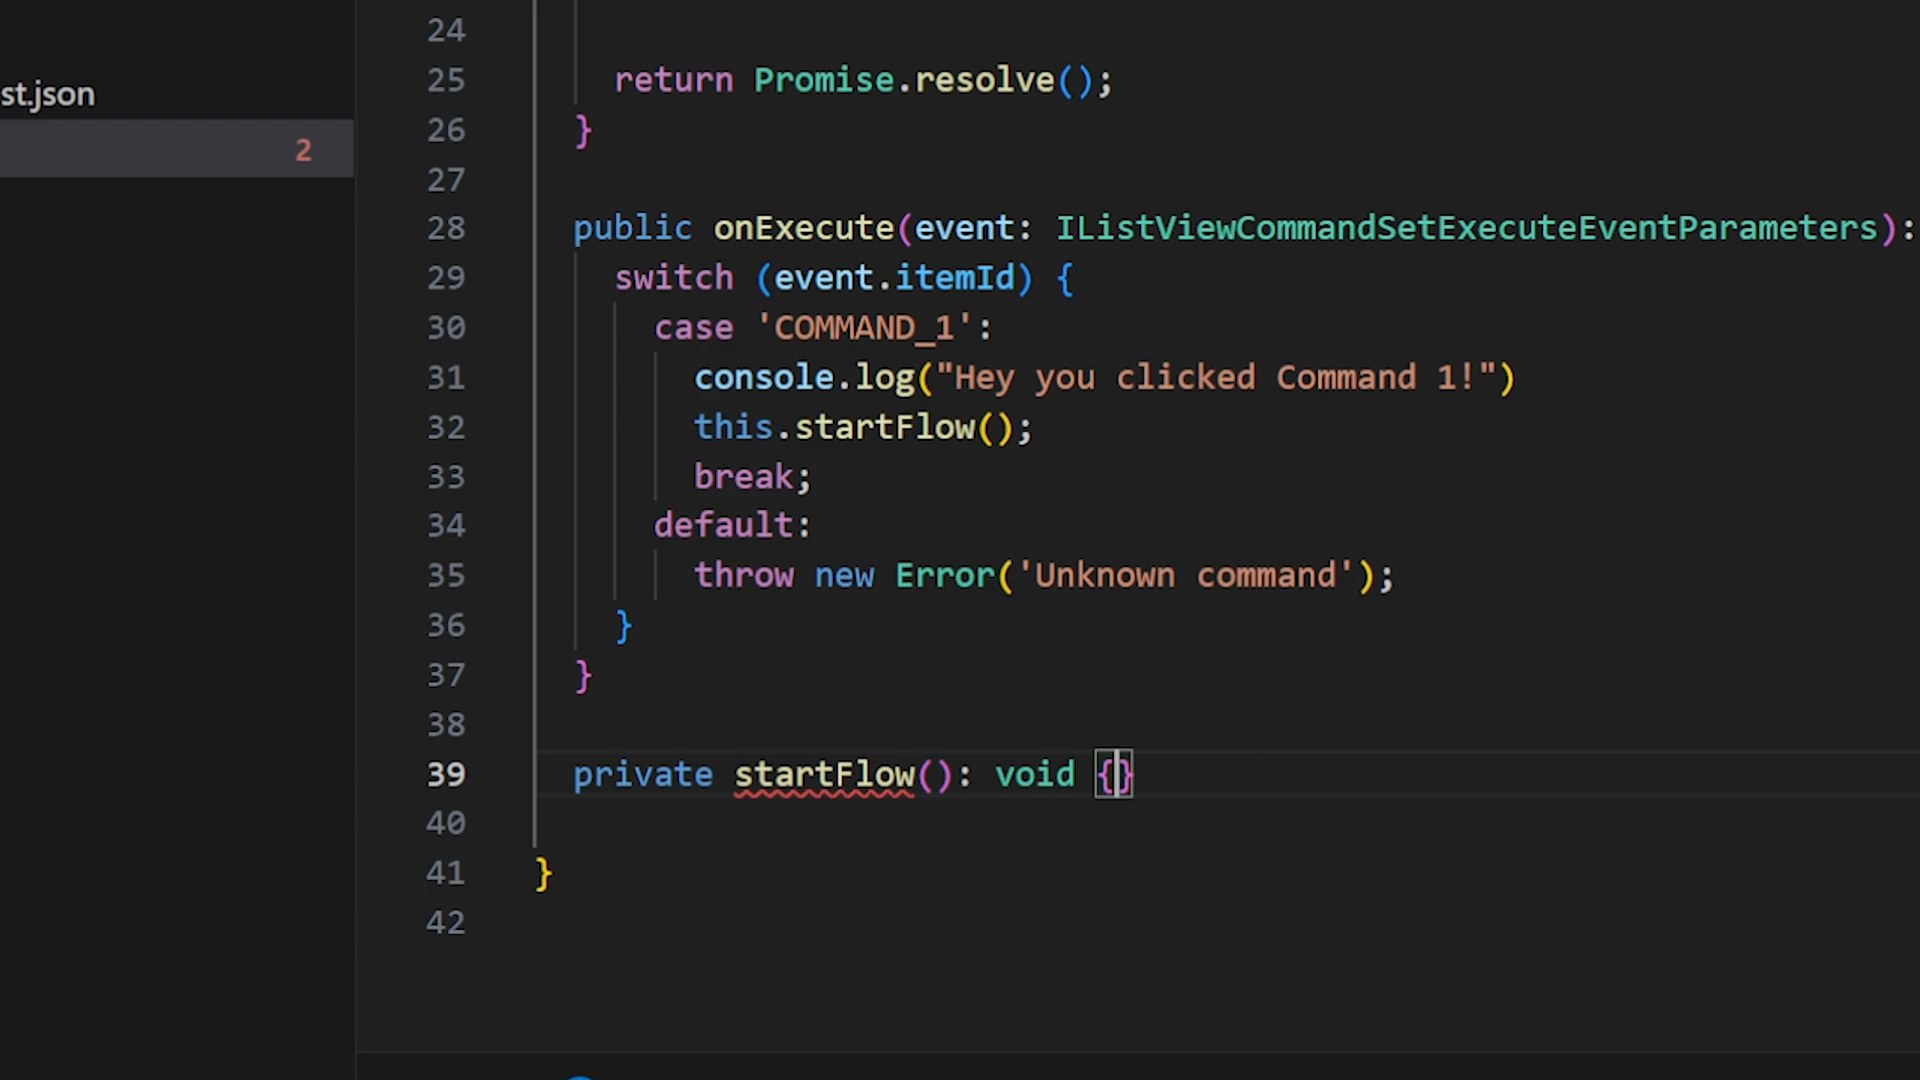 24
st.json
25 return Promise.resolve();
26 }
2
27
28 public onExecute(event: IListViewCommandSetExecuteEventParameters):
29 switch (event.itemId) {
30 case 'COMMAND_1':
31 console.log("Hey you clicked Command 1!")
32 this.startFlow();
33 break;
34 default:
35 throw new Error('Unknown command');
36 }
37 }
38
39 private startFlow(): void {}
40
41 }
42